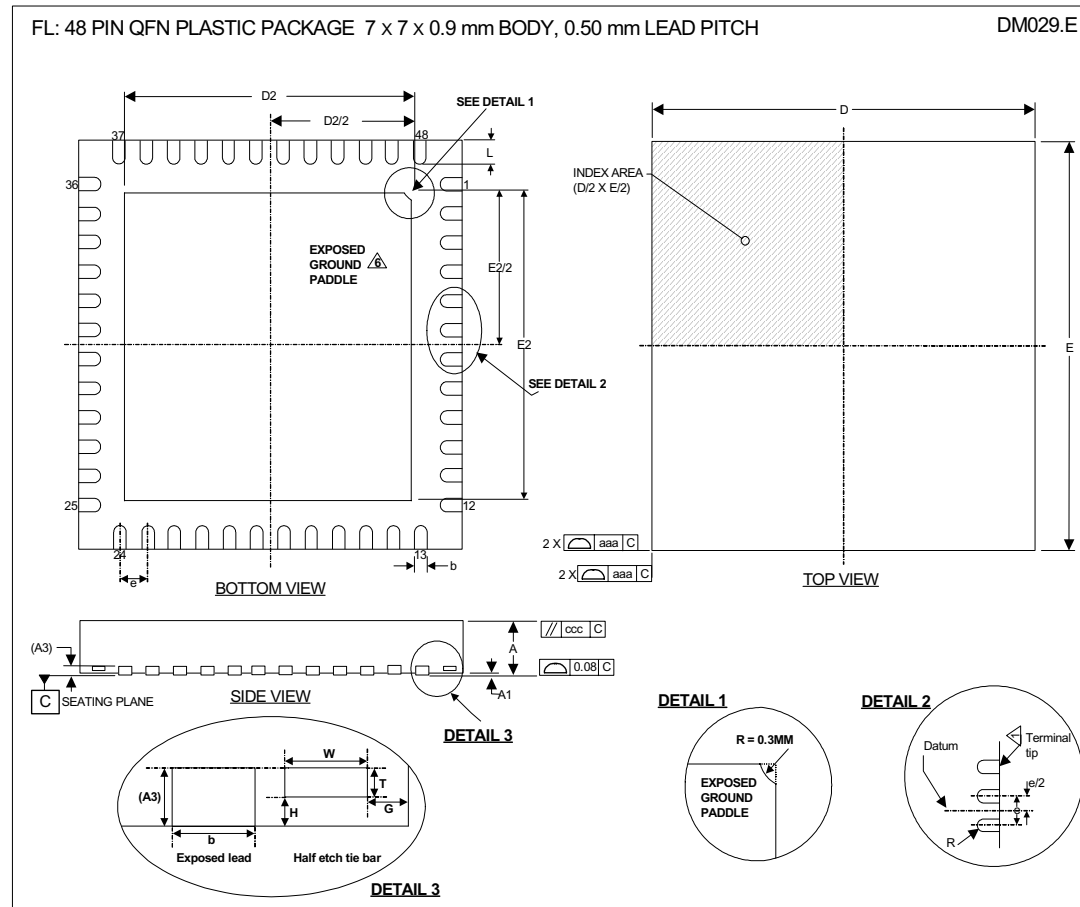 FL: 48 PIN QFN PLASTIC PACKAGE 7 X 7 X 0.9 mm BODY, 0.50 mm LEAD PITCH
DM029.E
D2
SEE DETAIL 1
D2/2
37
48
L
36
1
EXPOSED
GROUND
PADDLE
6
E2/2
E2
SEE DETAIL 2
25
12
24
13
e
b
BOTTOM VIEW
D
INDEX AREA
(D/2 X E/2)
E
2 X aaa C
2 X aaa C
TOP VIEW
(A3)
A
// ccc C
0.08 C
A1
C
SEATING PLANE
SIDE VIEW
DETAIL 3
W
(A3)
T
G
H
b
Exposed lead
Half etch tie bar
DETAIL 3
DETAIL 1
R = 0.3MM
EXPOSED
GROUND
PADDLE
DETAIL 2
Datum
Terminal
tip
e/2
e
R